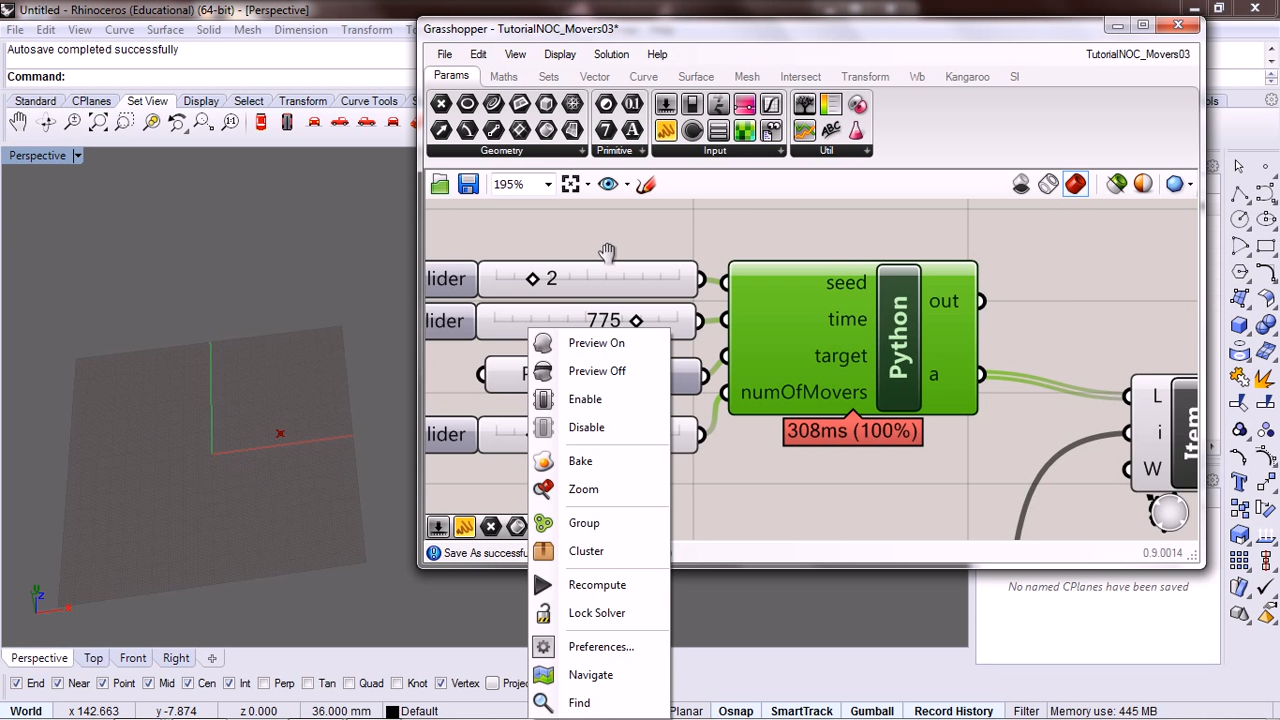 Untitled - Rhinoceros (Educational) (64-bit) - [Perspective]
File Edit View Curve Surface Solid Mesh Dimension Transform
Autosave completed successfully
Command:
Standard CPlanes Set View Display Select Transform Curve Tools
Perspective
Grasshopper - TutorialNOC_Movers03*
File Edit View Display Solution Help TutorialNOC_Movers03
Params Maths Sets Vector Curve Surface Mesh Intersect Transform Wb Kangaroo SI
Geometry Primitive Input Util
195%
lider 2
lider 775
lider
seed
time
target
numOfMovers
Python
out
a
308ms (100%)
L
i
W
Item
Preview On
Preview Off
Enable
Disable
Bake
Zoom
Group
Cluster
Recompute
Lock Solver
Preferences...
Navigate
Find
Save As successfu
0.9.0014
No named CPlanes have been saved
z
Perspective Top Front Right
End Near Point Mid Cen Int Perp Tan Quad Knot Vertex Projec
World x 142.663 y -7.874 z 0.000 36.000 mm Default Planar Osnap SmartTrack Gumball Record History Filter Memory use: 445 MB